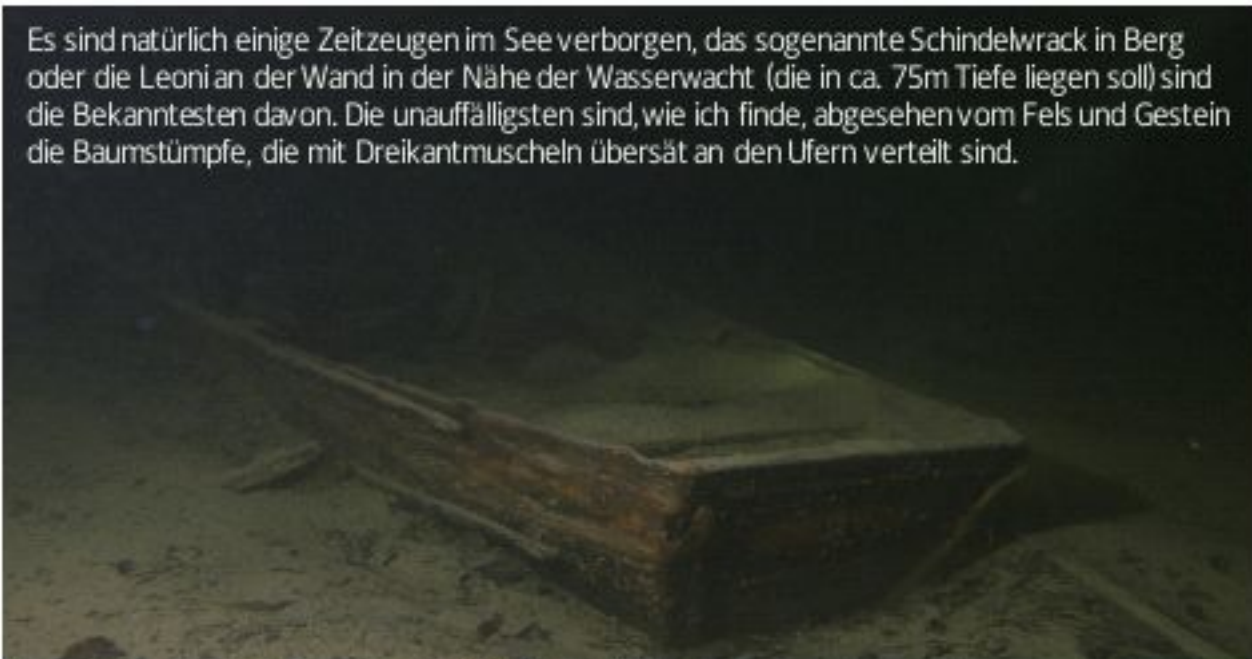 Es sind natürlich einige Zeitzeugen im See verborgen, das sogenannte Schindelwrack in Berg
oder die Leoni an der Wand in der Nähe der Wasserwacht (die in ca. 75m Tiefe liegen soll) sind
die Bekanntesten davon. Die unauffälligsten sind, wie ich finde, abgesehen vom Fels und Gestein
die Baumstümpfe, die mit Dreikantmuscheln übersät an den Ufern verteilt sind.